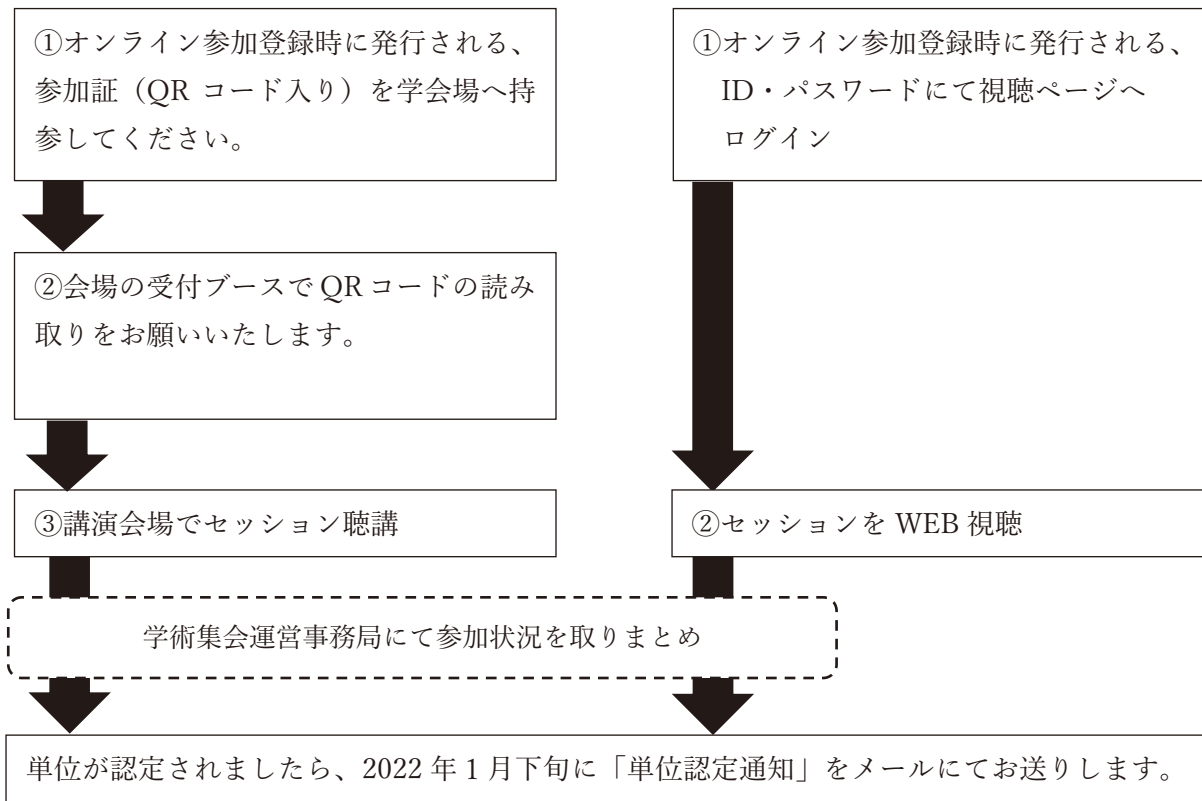 ①オンライン参加登録時に発行される、
参加証（QR コード入り）を学会場へ持
参してください。
②会場の受付ブースで QR コードの読み
取りをお願いいたします。
③講演会場でセッション聴講
①オンライン参加登録時に発行される、
ID・パスワードにて視聴ページへ
ログイン
②セッションを WEB 視聴
学術集会運営事務局にて参加状況を取りまとめ
単位が認定されましたら、2022 年 1 月下旬に「単位認定通知」をメールにてお送りします。